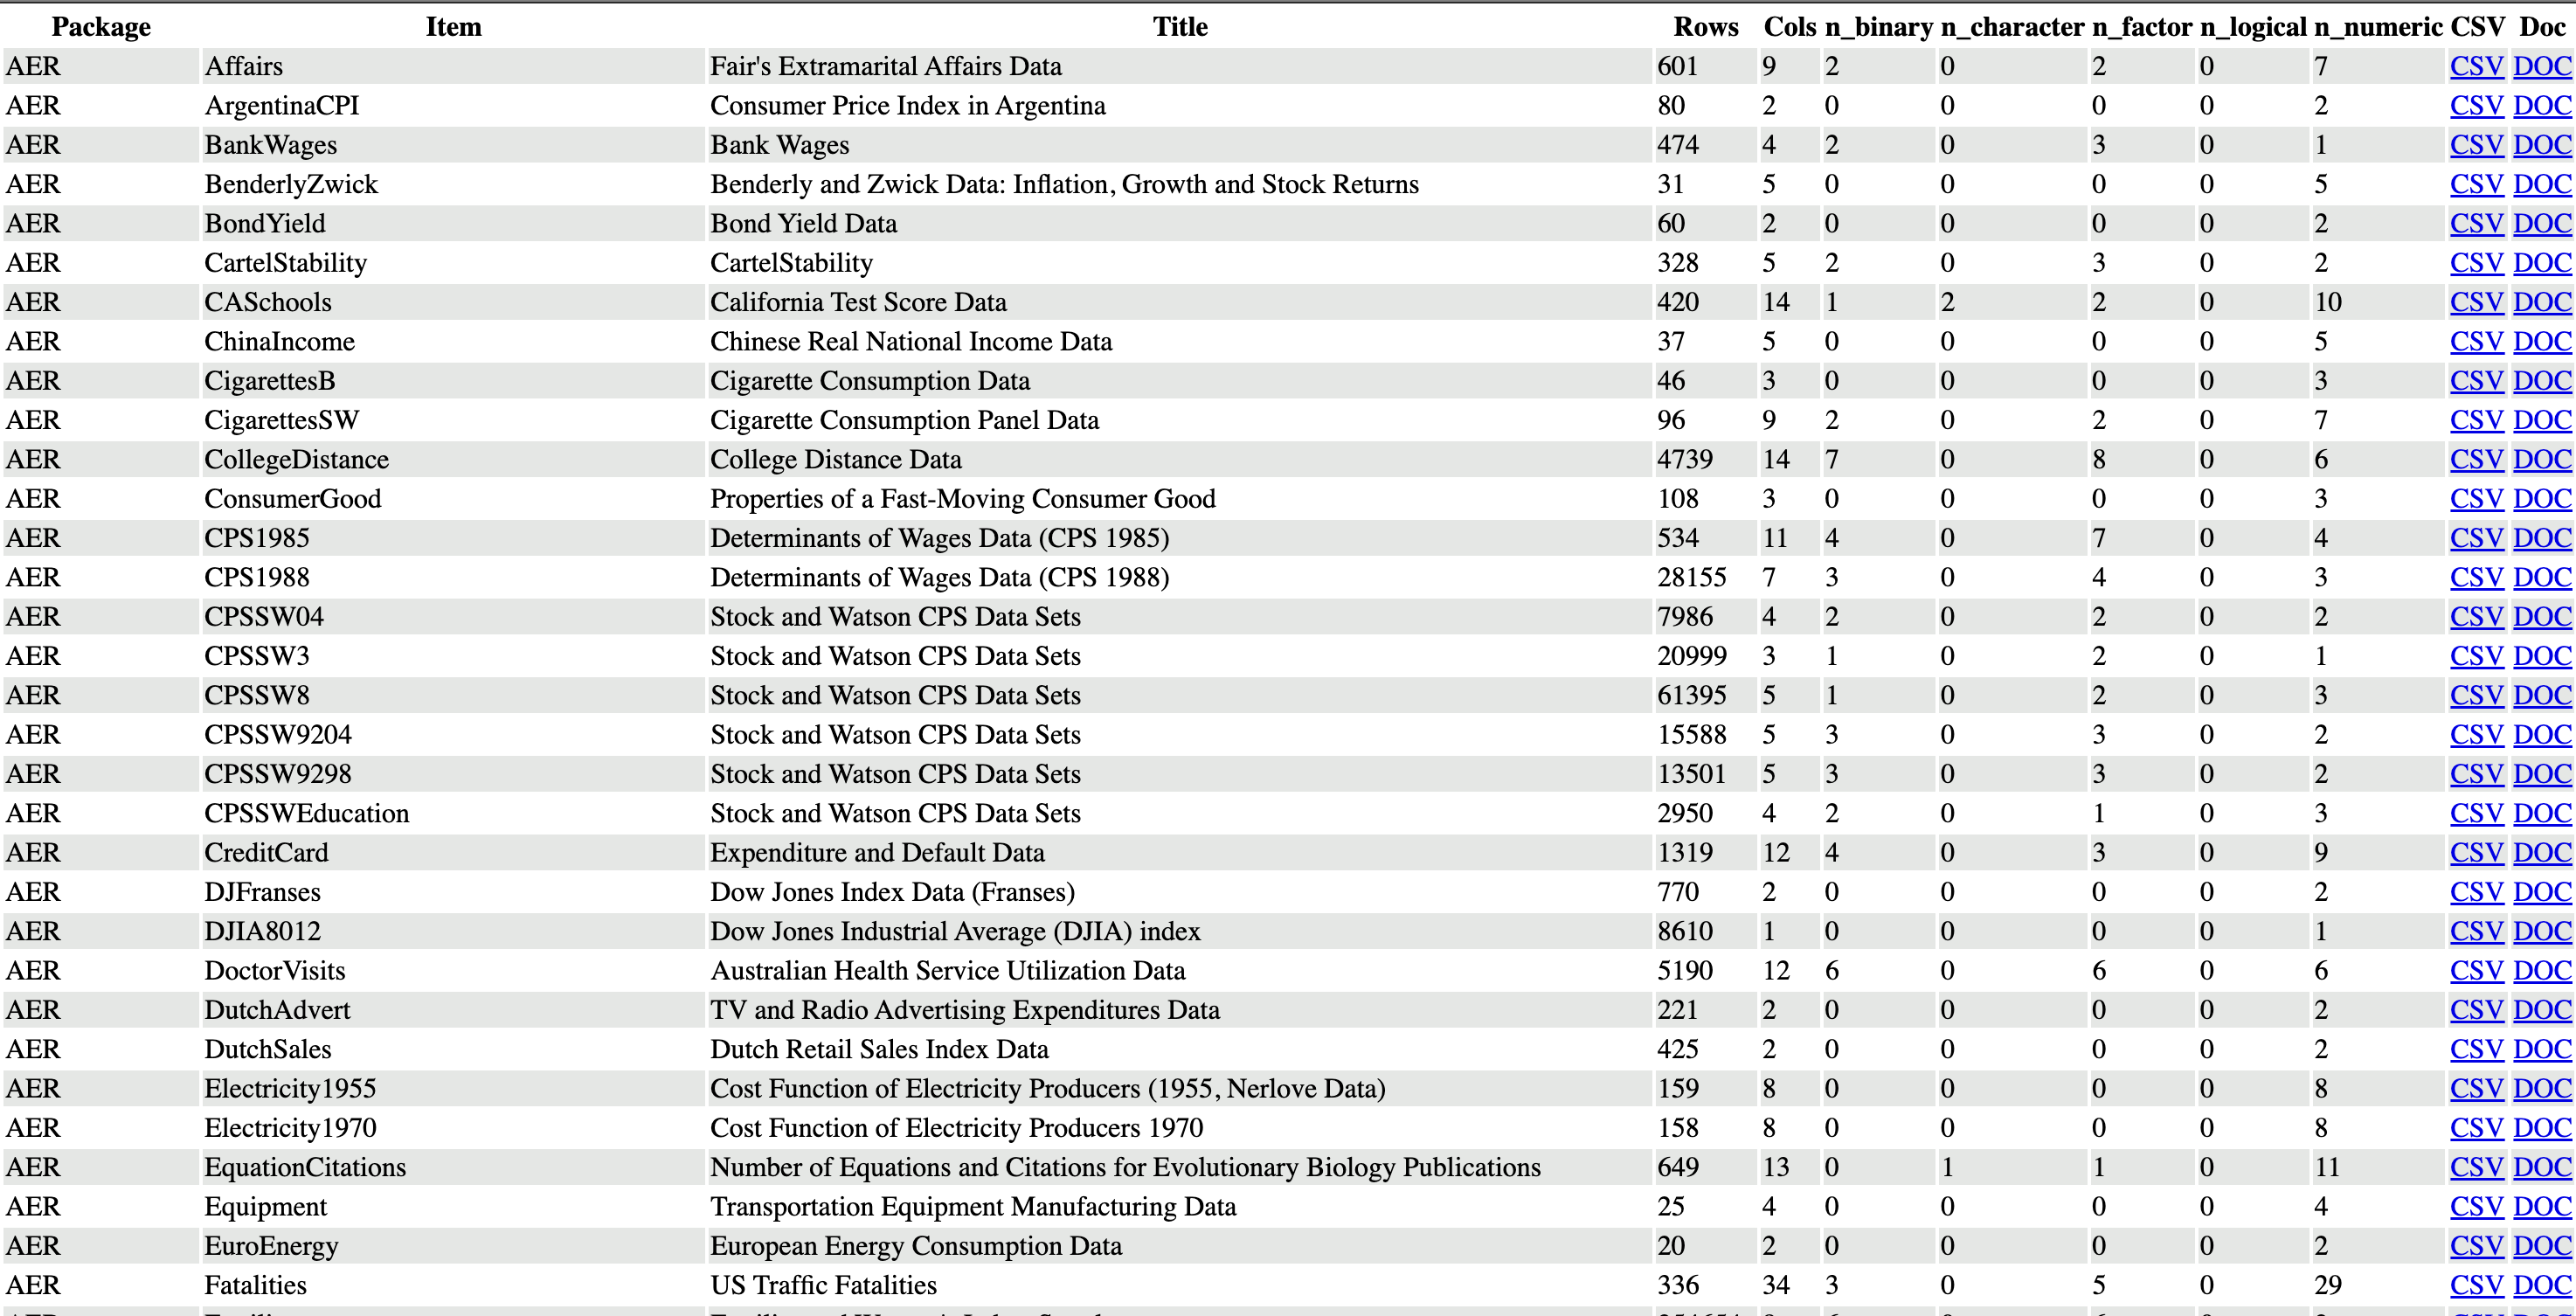 Package Item Title Rows Cols n_binary n_character n_factor n_logical n_numeric CSV Doc
AER Affairs Fair's Extramarital Affairs Data 601 9 2 0 2 0 7 CSV DOC
AER ArgentinaCPI Consumer Price Index in Argentina 80 2 0 0 0 0 2 CSV DOC
AER BankWages Bank Wages 474 4 2 0 3 0 1 CSV DOC
AER BenderlyZwick Benderly and Zwick Data: Inflation, Growth and Stock Returns 31 5 0 0 0 0 5 CSV DOC
AER BondYield Bond Yield Data 60 2 0 0 0 0 2 CSV DOC
AER CartelStability CartelStability 328 5 2 0 3 0 2 CSV DOC
AER CASchools California Test Score Data 420 14 1 2 2 0 10 CSV DOC
AER ChinaIncome Chinese Real National Income Data 37 5 0 0 0 0 5 CSV DOC
AER CigarettesB Cigarette Consumption Data 46 3 0 0 0 0 3 CSV DOC
AER CigarettesSW Cigarette Consumption Panel Data 96 9 2 0 2 0 7 CSV DOC
AER CollegeDistance College Distance Data 4739 14 7 0 8 0 6 CSV DOC
AER ConsumerGood Properties of a Fast-Moving Consumer Good 108 3 0 0 0 0 3 CSV DOC
AER CPS1985 Determinants of Wages Data (CPS 1985) 534 11 4 0 7 0 4 CSV DOC
AER CPS1988 Determinants of Wages Data (CPS 1988) 28155 7 3 0 4 0 3 CSV DOC
AER CPSSW04 Stock and Watson CPS Data Sets 7986 4 2 0 2 0 2 CSV DOC
AER CPSSW3 Stock and Watson CPS Data Sets 20999 3 1 0 2 0 1 CSV DOC
AER CPSSW8 Stock and Watson CPS Data Sets 61395 5 1 0 2 0 3 CSV DOC
AER CPSSW9204 Stock and Watson CPS Data Sets 15588 5 3 0 3 0 2 CSV DOC
AER CPSSW9298 Stock and Watson CPS Data Sets 13501 5 3 0 3 0 2 CSV DOC
AER CPSSWEducation Stock and Watson CPS Data Sets 2950 4 2 0 1 0 3 CSV DOC
AER CreditCard Expenditure and Default Data 1319 12 4 0 3 0 9 CSV DOC
AER DJFranses Dow Jones Index Data (Franses) 770 2 0 0 0 0 2 CSV DOC
AER DJIA8012 Dow Jones Industrial Average (DJIA) index 8610 1 0 0 0 0 1 CSV DOC
AER DoctorVisits Australian Health Service Utilization Data 5190 12 6 0 6 0 6 CSV DOC
AER DutchAdvert TV and Radio Advertising Expenditures Data 221 2 0 0 0 0 2 CSV DOC
AER DutchSales Dutch Retail Sales Index Data 425 2 0 0 0 0 2 CSV DOC
AER Electricity1955 Cost Function of Electricity Producers (1955, Nerlove Data) 159 8 0 0 0 0 8 CSV DOC
AER Electricity1970 Cost Function of Electricity Producers 1970 158 8 0 0 0 0 8 CSV DOC
AER EquationCitations Number of Equations and Citations for Evolutionary Biology Publications 649 13 0 1 1 0 11 CSV DOC
AER Equipment Transportation Equipment Manufacturing Data 25 4 0 0 0 0 4 CSV DOC
AER EuroEnergy European Energy Consumption Data 20 2 0 0 0 0 2 CSV DOC
AER Fatalities US Traffic Fatalities 336 34 3 0 5 0 29 CSV DOC